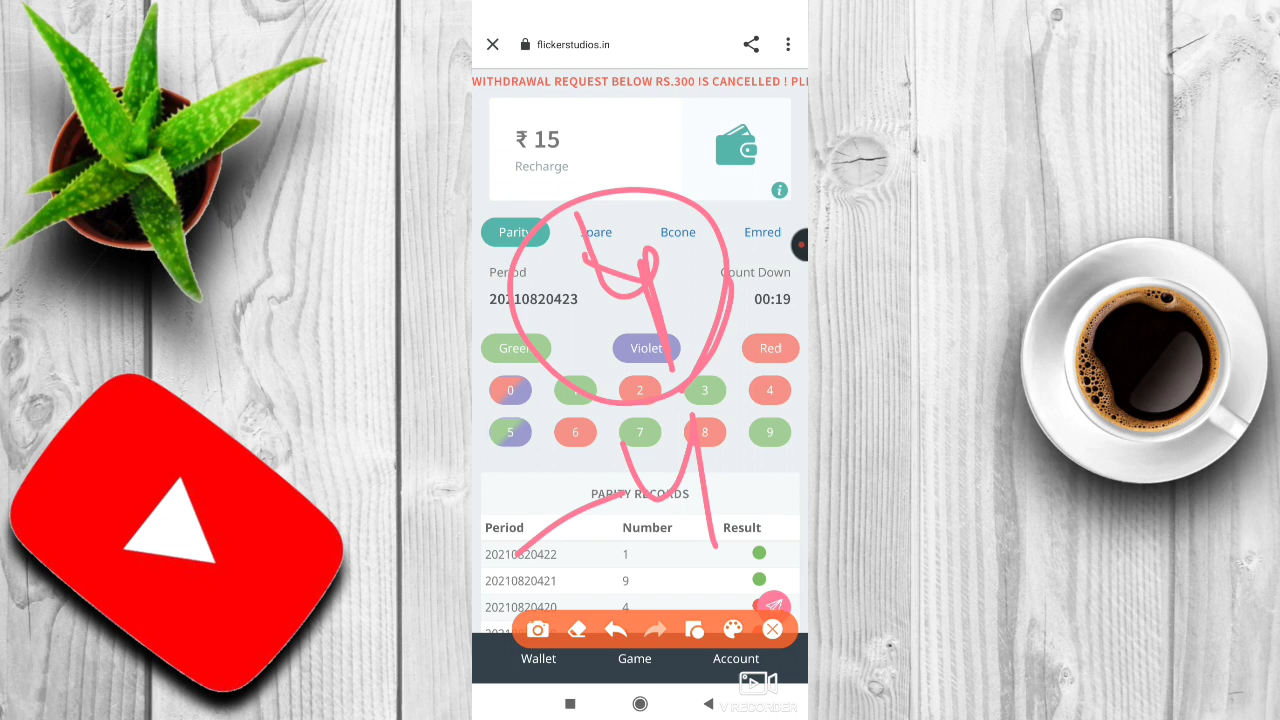 flickerstudios.in
WITHDRAWAL REQUEST BELOW RS.300 IS CANCELLED ! PL
₹ 15
Recharge
Parity Spare Bcone Emred
Period Count Down
20210820423 00:19
Green Violet Red
0 1 2 3 4
5 6 7 8 9
PARITY RECORDS
Period Number Result
20210820422 1
20210820421 9
20210820420 4
Wallet Game Account
V RECORDER